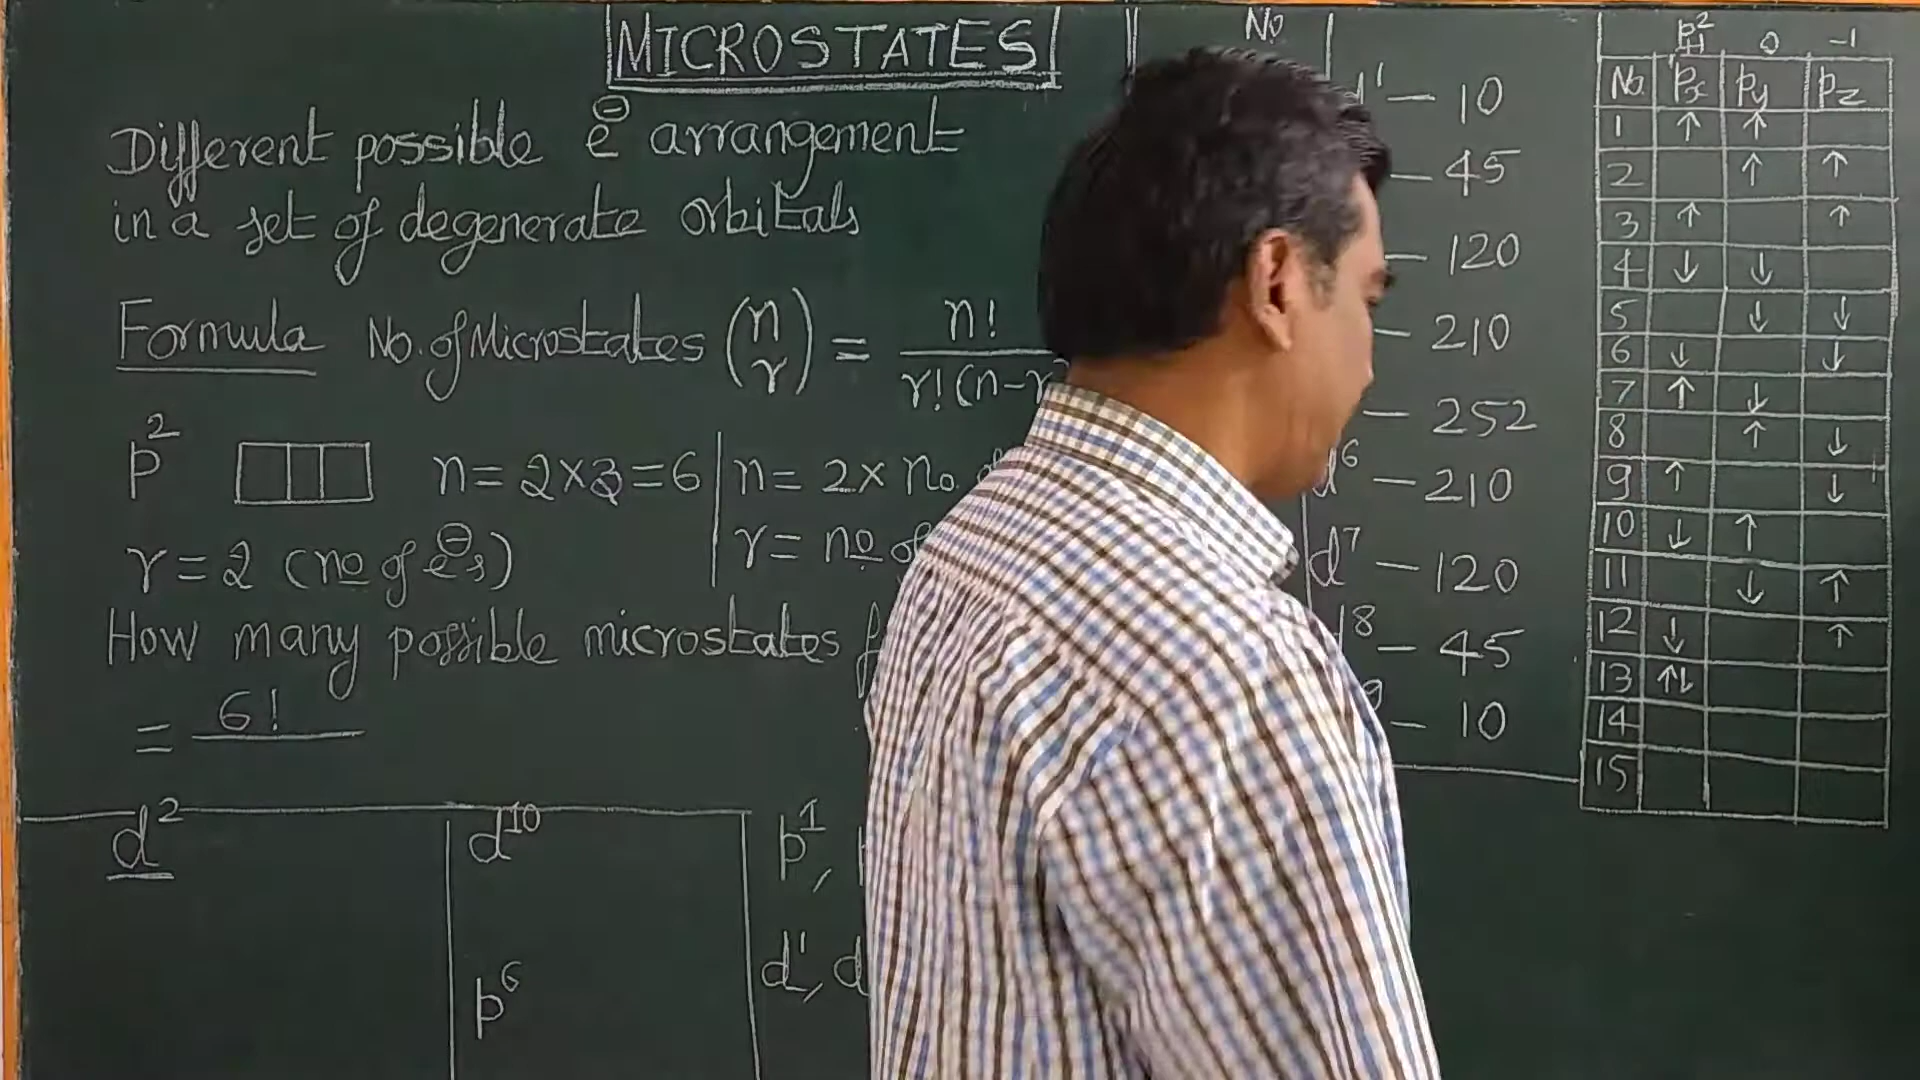 MICROSTATES
Different possible e⊖ arrangement
in a set of degenerate orbitals
Formula No. of Microstates (n r) = n! / r!(n-r
p² n = 2×3 = 6 | n = 2× no.
r = 2 (no of e⊖s) | r = no of
How many possible microstates
= 6!
d² d¹⁰ p¹,
p⁶ d¹, d
No
d¹ — 10
— 45
— 120
— 210
— 252
d⁶ — 210
d⁷ — 120
d⁸ — 45
— 10
p²
+1 0 -1
No. px py pz
1 ↑ ↑
2 ↑ ↑
3 ↑ ↑
4 ↓ ↓
5 ↓ ↓
6 ↓ ↓
7 ↑ ↓
8 ↑ ↓
9 ↑ ↓
10 ↓ ↑
11 ↓ ↑
12 ↓ ↑
13 ↑↓
14
15